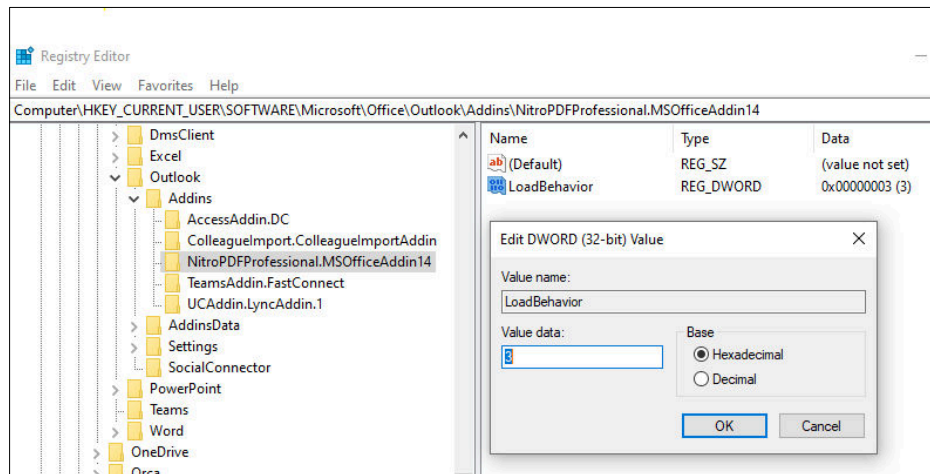 Registry Editor
File Edit View Favorites Help
Computer\HKEY_CURRENT_USER\SOFTWARE\Microsoft\Office\Outlook\Addins\NitroPDFProfessional.MSOfficeAddin14
DmsClient
Excel
Outlook
Addins
AccessAddin.DC
ColleagueImport.ColleagueImportAddin
NitroPDFProfessional.MSOfficeAddin14
TeamsAddin.FastConnect
UCAddin.LyncAddin.1
AddinsData
Settings
SocialConnector
PowerPoint
Teams
Word
OneDrive
Orca
Name Type Data
ab (Default) REG_SZ (value not set)
LoadBehavior REG_DWORD 0x00000003 (3)
Edit DWORD (32-bit) Value
Value name:
LoadBehavior
Value data:
3
Base
Hexadecimal
Decimal
OK Cancel